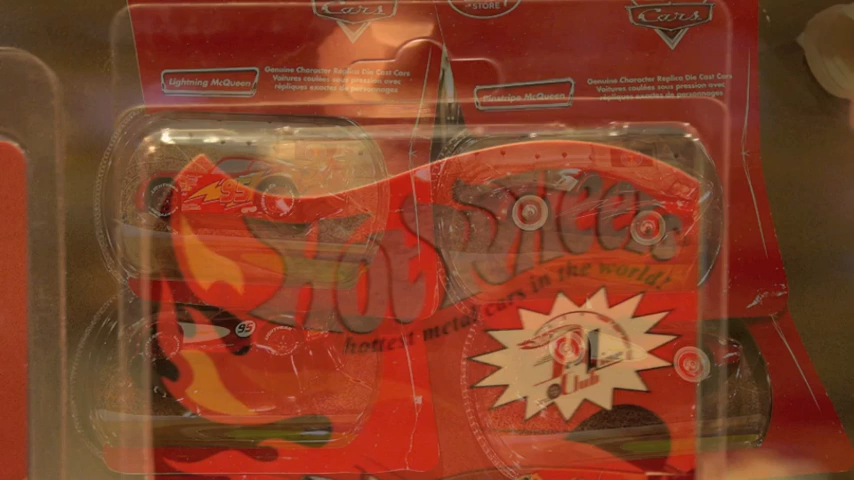 Cars
STORE
Cars
Lightning McQueen
Genuine Character Replica Die Cast Cars
Voitures coulées sous pression avec
répliques exactes de personnages
Pinstripe McQueen
Genuine Character Replica Die Cast Cars
Voitures coulées sous pression avec
répliques exactes de personnages
95
Hot Wheels
hottest metal cars in the world!
95
Club